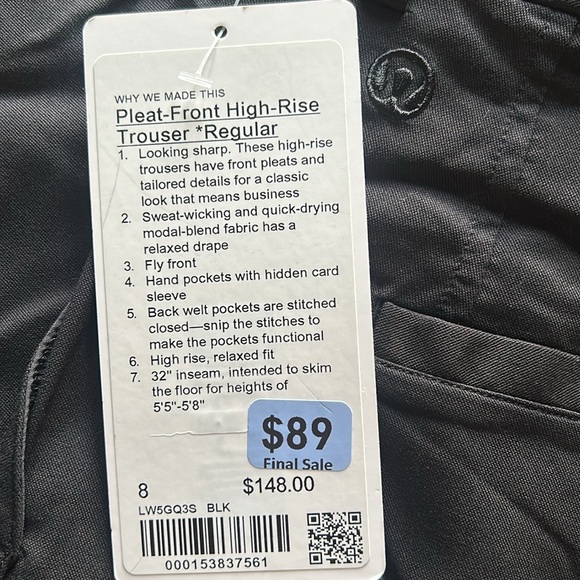 WHY WE MADE THIS
Pleat-Front High-Rise
Trouser *Regular
1. Looking sharp. These high-rise
trousers have front pleats and
tailored details for a classic
look that means business
2. Sweat-wicking and quick-drying
modal-blend fabric has a
relaxed drape
3. Fly front
4. Hand pockets with hidden card
sleeve
5. Back welt pockets are stitched
closed—snip the stitches to
make the pockets functional
6. High rise, relaxed fit
7. 32" inseam, intended to skim
the floor for heights of
5'5"-5'8"
$89
Final Sale
8 $148.00
LW5GQ3S BLK
000153837561